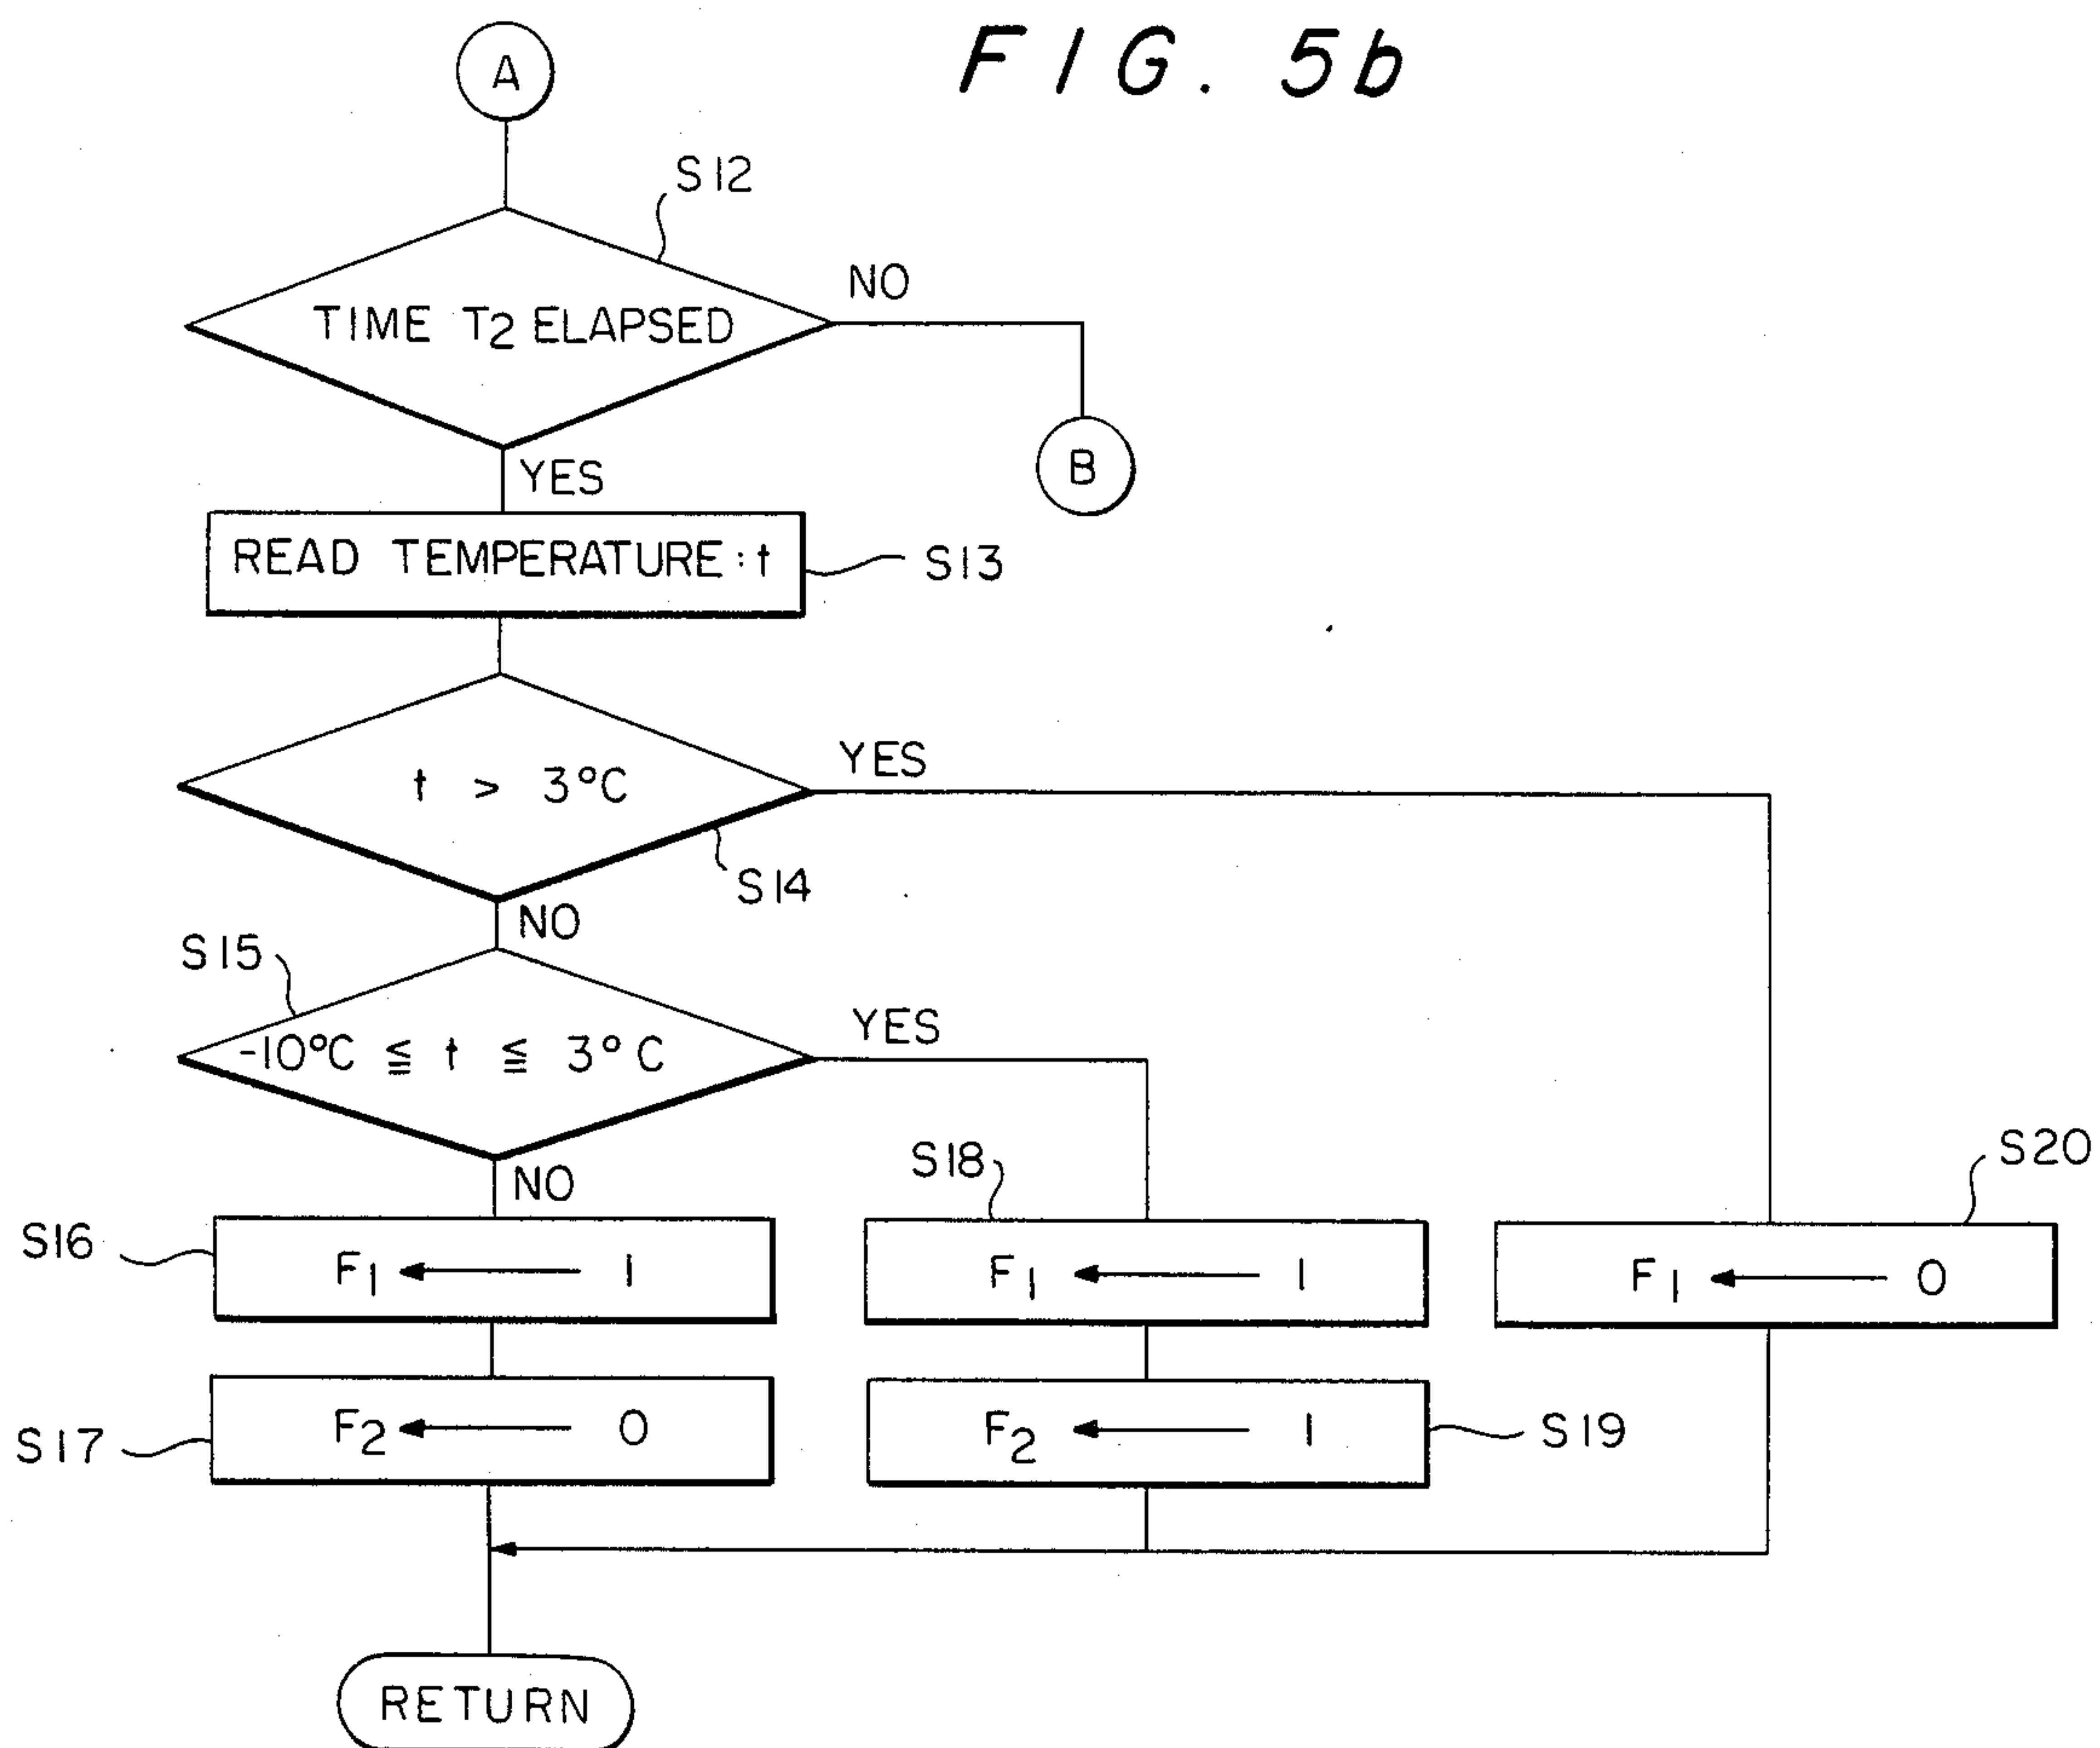 FIG. 5b
A
S12
TIME T2 ELAPSED
NO
B
YES
READ TEMPERATURE : t
S13
t > 3°C
YES
S14
NO
S15
-10°C ≦ t ≦ 3°C
YES
NO
S16
F1 ← 1
S18
F1 ← 1
S20
F1 ← 0
S17
F2 ← 0
F2 ← 1
S19
RETURN